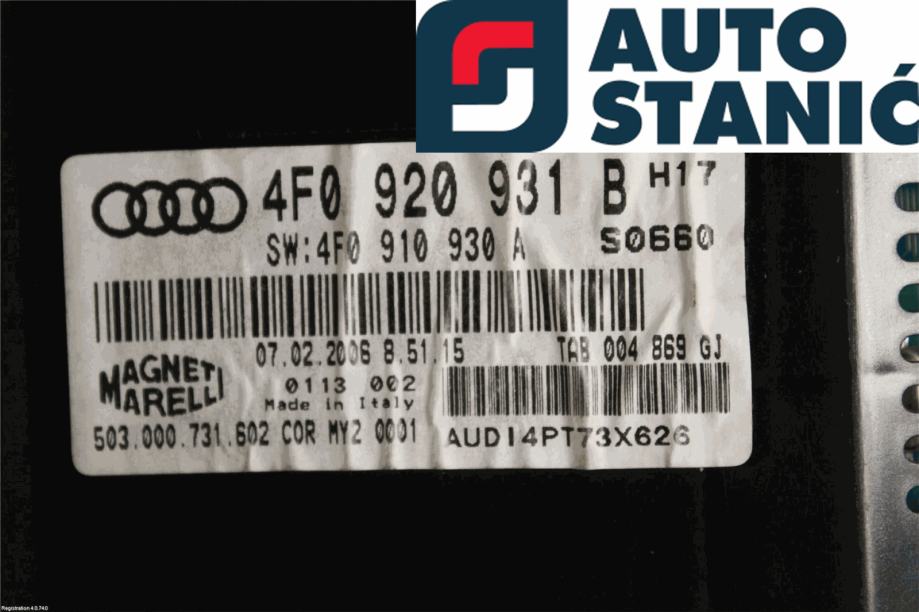 AUTO
STANIĆ
4F0 920 931 B H17
SW:4F0 910 930 A S0660
07.02.2006 8.51.15 TAB 004 869 GJ
MAGNETI
MARELLI
0113 002
Made in Italy
503.000.731.602 COR MY2 0001 AUDI4PT73X626
Registration 4.0.74.0